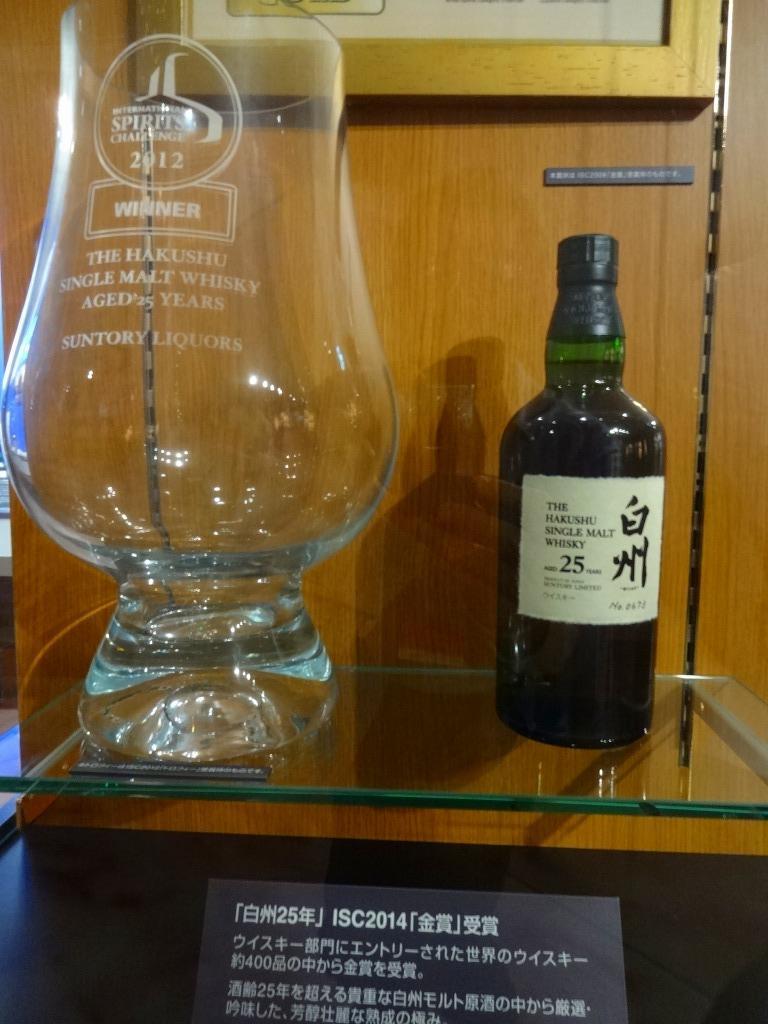 INTERNATIONAL
SPIRITS
CHALLENGE
2012
WINNER
THE HAKUSHU
SINGLE MALT WHISKY
AGED 25 YEARS
SUNTORY LIQUORS
THE
HAKUSHU
SINGLE MALT
WHISKY
AGED 25 YEARS
SUNTORY LIMITED
ウイスキー
白州
No. 0673
「白州25年」 ISC2014「金賞」受賞
ウイスキー部門にエントリーされた世界のウイスキー
約400品の中から金賞を受賞。
酒齢25年を超える貴重な白州モルト原酒の中から厳選・
吟味した、芳醇壮麗な熟成の極み。